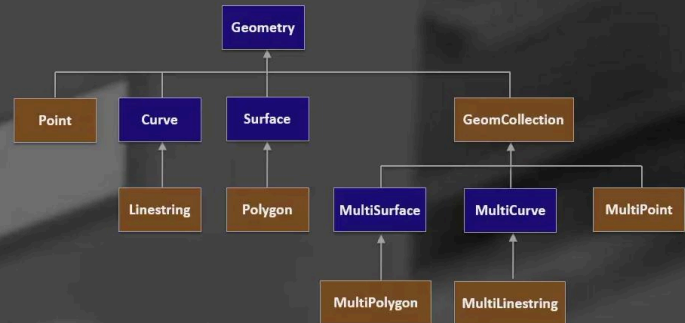 Geometry
Point
Curve
Surface
GeomCollection
Linestring
Polygon
MultiSurface
MultiCurve
MultiPoint
MultiPolygon
MultiLinestring